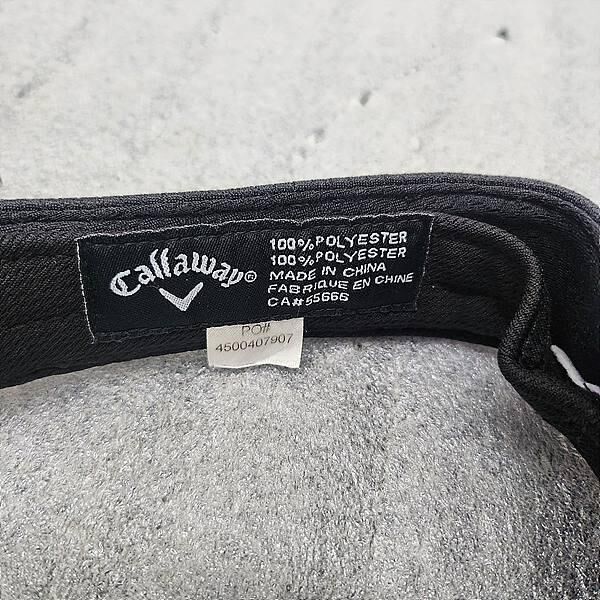 Callaway®
100% POLYESTER
100% POLYESTER
MADE IN CHINA
FABRIQUE EN CHINE
CA#55666
PO#
4500407907